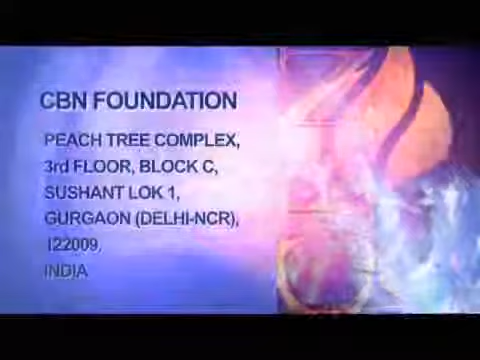 CBN FOUNDATION
PEACH TREE COMPLEX,
3rd FLOOR, BLOCK C,
SUSHANT LOK 1,
GURGAON (DELHI-NCR),
122009,
INDIA